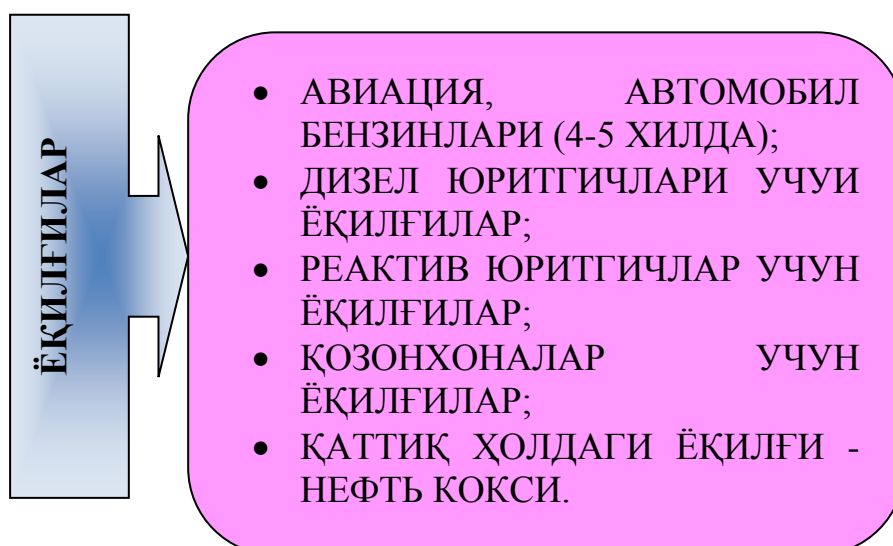 ЁҚИЛҒИЛАР
• АВИАЦИЯ, АВТОМОБИЛ
БЕНЗИНЛАРИ (4-5 ХИЛДА);
• ДИЗЕЛ ЮРИТГИЧЛАРИ УЧУИ
ЁҚИЛҒИЛАР;
• РЕАКТИВ ЮРИТГИЧЛАР УЧУН
ЁҚИЛҒИЛАР;
• ҚОЗОНХОНАЛАР УЧУН
ЁҚИЛҒИЛАР;
• ҚАТТИҚ ҲОЛДАГИ ЁҚИЛҒИ -
НЕФТЬ КОКСИ.